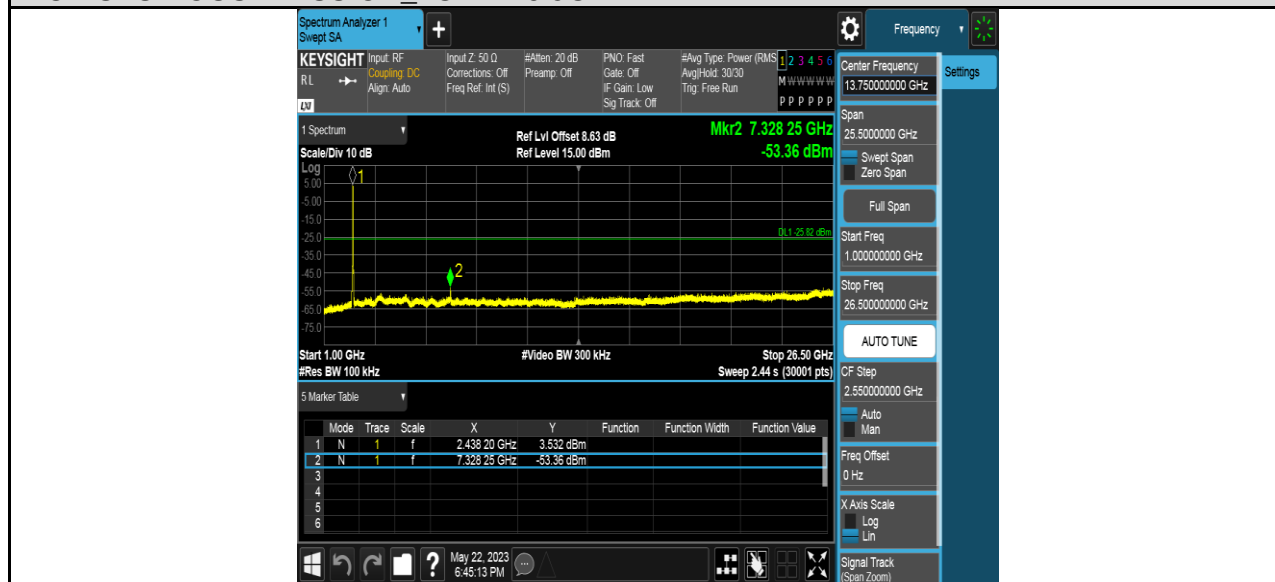 Spectrum Analyzer 1
Swept SA
+
Frequency
KEYSIGHT
RL
LXI
Input: RF
Coupling: DC
Align: Auto
Input Z: 50 Ω
Corrections: Off
Freq Ref: Int (S)
#Atten: 20 dB
Preamp: Off
PNO: Fast
Gate: Off
IF Gain: Low
Sig Track: Off
#Avg Type: Power (RMS
Avg|Hold: 30/30
Trig: Free Run
1 2 3 4 5 6
M W W W W W
P P P P P P
Center Frequency
13.750000000 GHz
Settings
1 Spectrum
Scale/Div 10 dB
Ref Lvl Offset 8.63 dB
Ref Level 15.00 dBm
Mkr2 7.328 25 GHz
-53.36 dBm
Span
25.5000000 GHz
Swept Span
Zero Span
Full Span
Start Freq
1.000000000 GHz
Stop Freq
26.500000000 GHz
AUTO TUNE
CF Step
2.550000000 GHz
Auto
Man
Freq Offset
0 Hz
X Axis Scale
Log
Lin
Signal Track
(Span Zoom)
Log
5.00
-5.00
-15.0
-25.0
-35.0
-45.0
-55.0
-65.0
-75.0
1
2
DL1 -25.82 dBm
Start 1.00 GHz
#Video BW 300 kHz
Stop 26.50 GHz
#Res BW 100 kHz
Sweep 2.44 s (30001 pts)
5 Marker Table
Mode Trace Scale X Y Function Function Width Function Value
1 N 1 f 2.438 20 GHz 3.532 dBm
2 N 1 f 7.328 25 GHz -53.36 dBm
3
4
5
6
?
May 22, 2023
6:45:13 PM